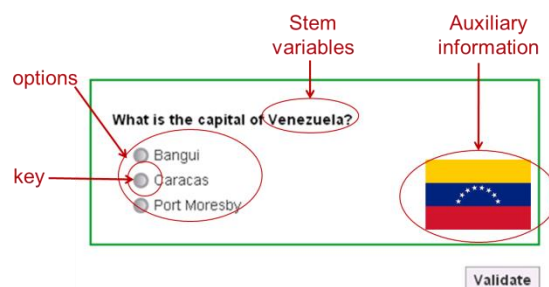 Stem
variables
Auxiliary
information
options
What is the capital of Venezuela?
Bangui
key
Caracas
Port Moresby
Validate